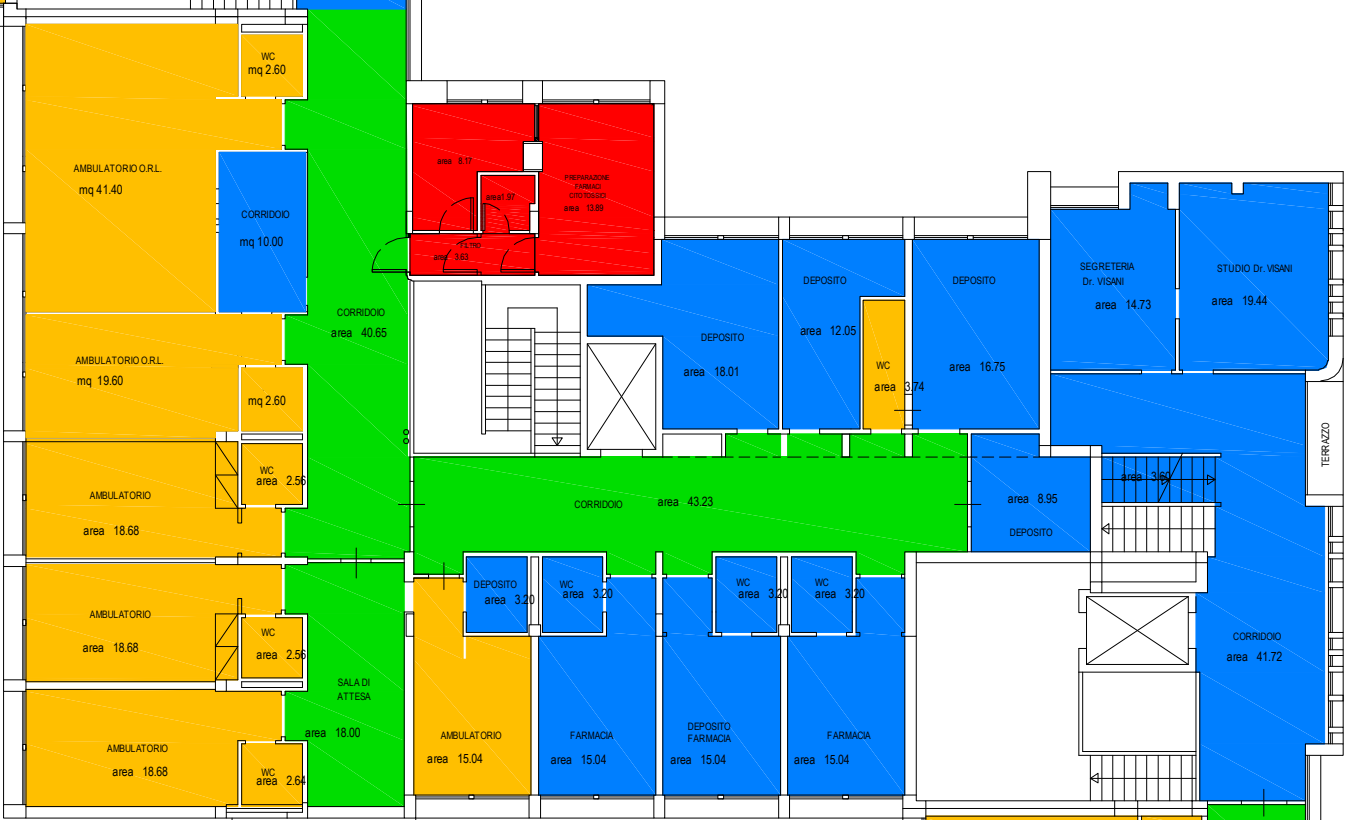 WC
mq 2.60
AMBULATORIO O.R.L.
mq 41.40
CORRIDOIO
mq 10.00
AMBULATORIO O.R.L.
mq 19.60
mq 2.60
CORRIDOIO
area 40.65
WC
area 2.56
AMBULATORIO
area 18.68
AMBULATORIO
area 18.68
WC
area 2.56
SALA DI
ATTESA
area 18.00
AMBULATORIO
area 18.68
WC
area 2.64
area
area 1.97
PREPARAZIONE
FARMACI
area 13.89
area 3.63
DEPOSITO
area 18.01
DEPOSITO
area 12.05
WC
area 3.74
DEPOSITO
area 16.75
SEGRETERIA
Dr. VISANI
area 14.73
STUDIO Dr. VISANI
area 19.44
TERRAZZO
CORRIDOIO
area 43.23
area 8.95
DEPOSITO
area
DEPOSITO
area 3.20
WC
area 3.20
WC
area 3.20
WC
area 3.20
AMBULATORIO
area 15.04
FARMACIA
area 15.04
DEPOSITO
FARMACIA
area 15.04
FARMACIA
area 15.04
CORRIDOIO
area 41.72